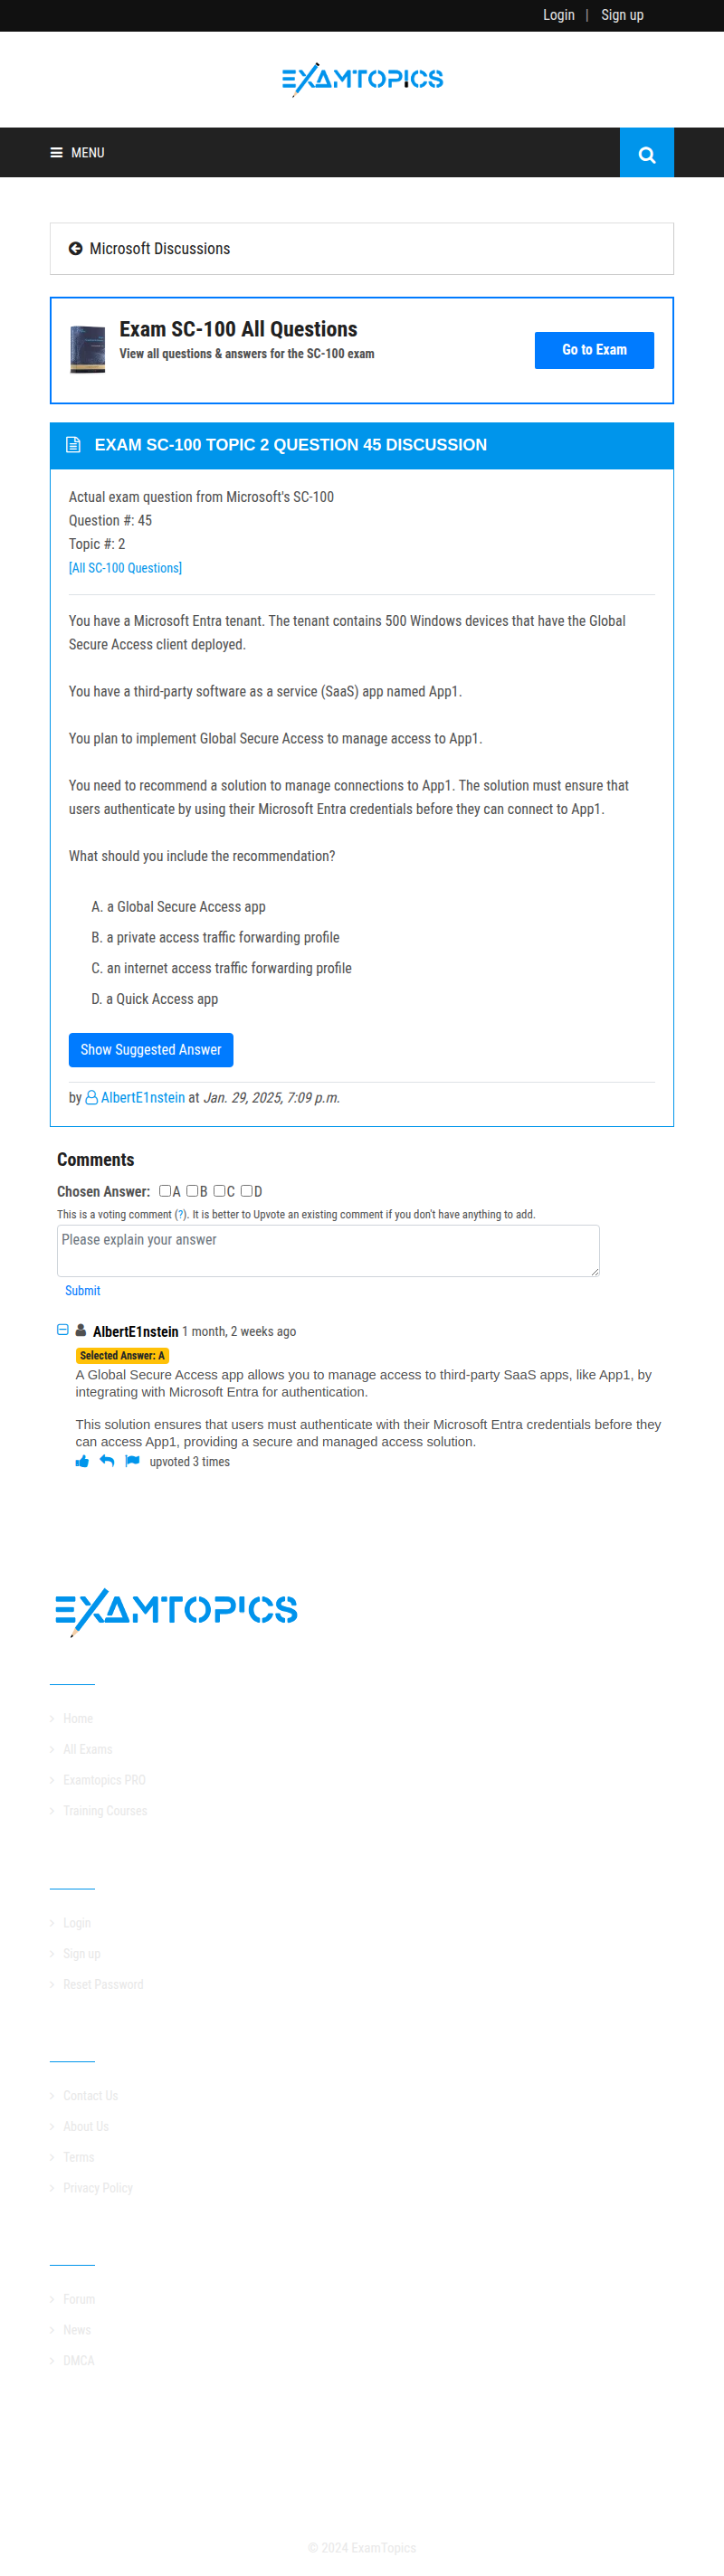 Login | Sign up
EXAMTOPICS
MENU
Microsoft Discussions
Exam SC-100 All Questions
View all questions & answers for the SC-100 exam
Go to Exam
EXAM SC-100 TOPIC 2 QUESTION 45 DISCUSSION
Actual exam question from Microsoft's SC-100
Question #: 45
Topic #: 2
[All SC-100 Questions]
You have a Microsoft Entra tenant. The tenant contains 500 Windows devices that have the Global
Secure Access client deployed.
You have a third-party software as a service (SaaS) app named App1.
You plan to implement Global Secure Access to manage access to App1.
You need to recommend a solution to manage connections to App1. The solution must ensure that
users authenticate by using their Microsoft Entra credentials before they can connect to App1.
What should you include the recommendation?
A. a Global Secure Access app
B. a private access traffic forwarding profile
C. an internet access traffic forwarding profile
D. a Quick Access app
Show Suggested Answer
by AlbertE1nstein at Jan. 29, 2025, 7:09 p.m.
Comments
Chosen Answer: A B C D
This is a voting comment (?). It is better to Upvote an existing comment if you don't have anything to add.
Please explain your answer
Submit
AlbertE1nstein 1 month, 2 weeks ago
Selected Answer: A
A Global Secure Access app allows you to manage access to third-party SaaS apps, like App1, by
integrating with Microsoft Entra for authentication.
This solution ensures that users must authenticate with their Microsoft Entra credentials before they
can access App1, providing a secure and managed access solution.
upvoted 3 times
EXAMTOPICS
Home
All Exams
Examtopics PRO
Training Courses
Login
Sign up
Reset Password
Contact Us
About Us
Terms
Privacy Policy
Forum
News
DMCA
© 2024 ExamTopics